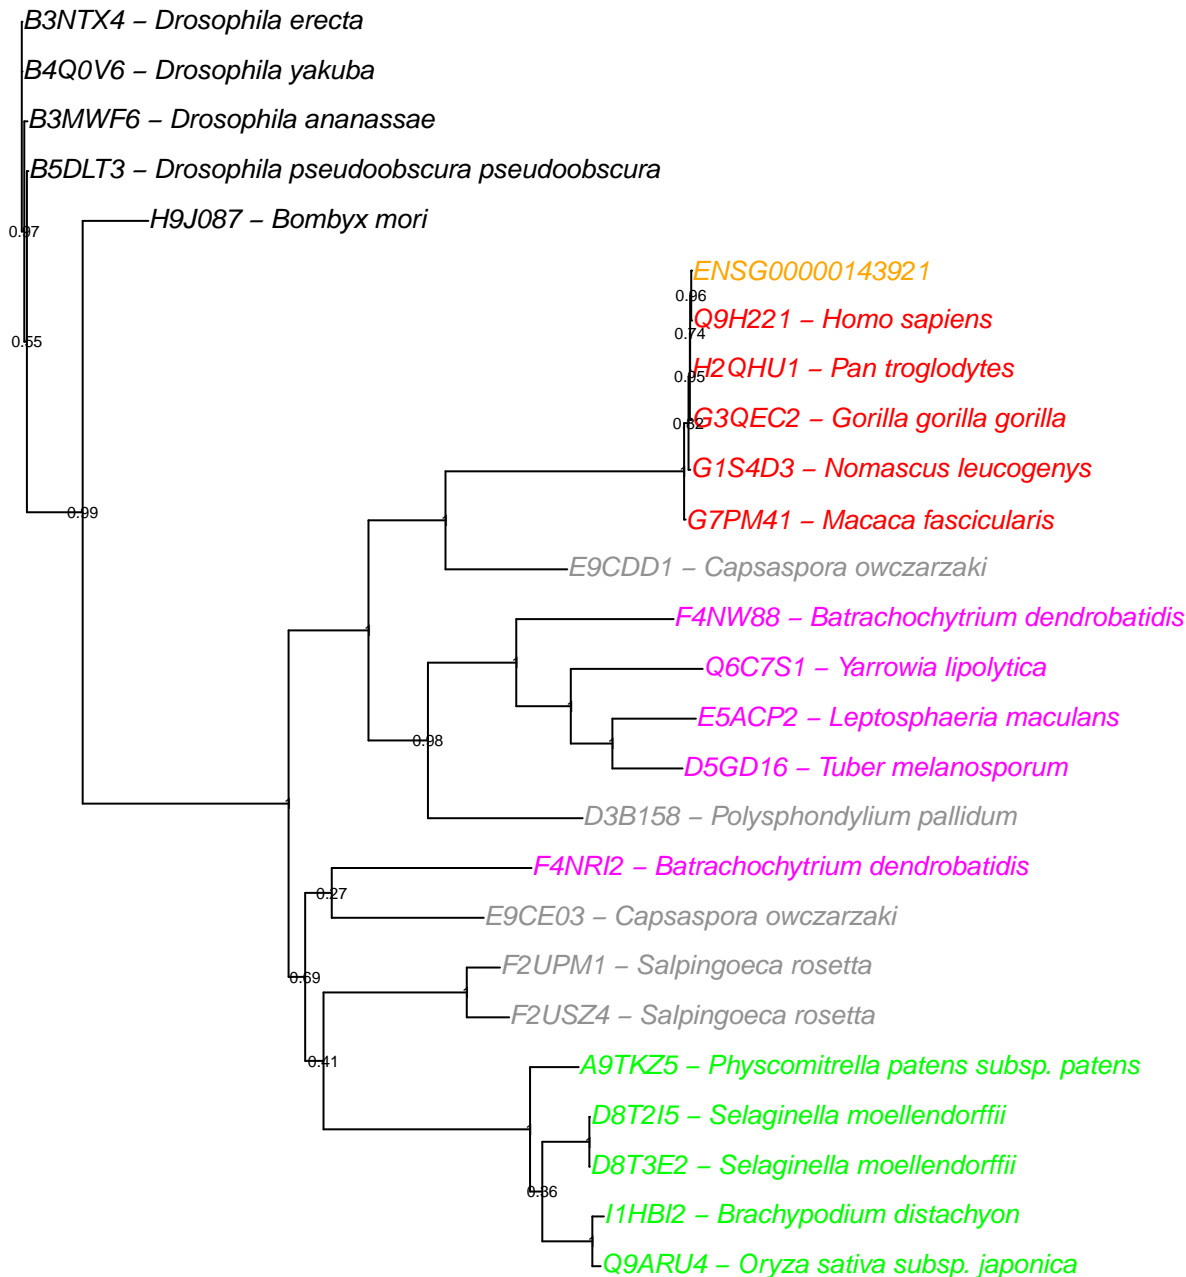 B3NTX4 – Drosophila erecta
B4Q0V6 – Drosophila yakuba
B3MWF6 – Drosophila ananassae
B5DLT3 – Drosophila pseudoobscura pseudoobscura
H9J087 – Bombyx mori
0.97
ENSG00000143921
0.96
Q9H221 – Homo sapiens
0.74
0.55
H2QHU1 – Pan troglodytes
0.95
G3QEC2 – Gorilla gorilla gorilla
0.82
G1S4D3 – Nomascus leucogenys
0.99
G7PM41 – Macaca fascicularis
1
E9CDD1 – Capsaspora owczarzaki
F4NW88 – Batrachochytrium dendrobatidis
Q6C7S1 – Yarrowia lipolytica
E5ACP2 – Leptosphaeria maculans
0.98
D5GD16 – Tuber melanosporum
D3B158 – Polysphondylium pallidum
F4NRI2 – Batrachochytrium dendrobatidis
0.27
E9CE03 – Capsaspora owczarzaki
F2UPM1 – Salpingoeca rosetta
0.69
F2USZ4 – Salpingoeca rosetta
0.41
A9TKZ5 – Physcomitrella patens subsp. patens
D8T2I5 – Selaginella moellendorffii
D8T3E2 – Selaginella moellendorffii
0.36
I1HBI2 – Brachypodium distachyon
Q9ARU4 – Oryza sativa subsp. japonica